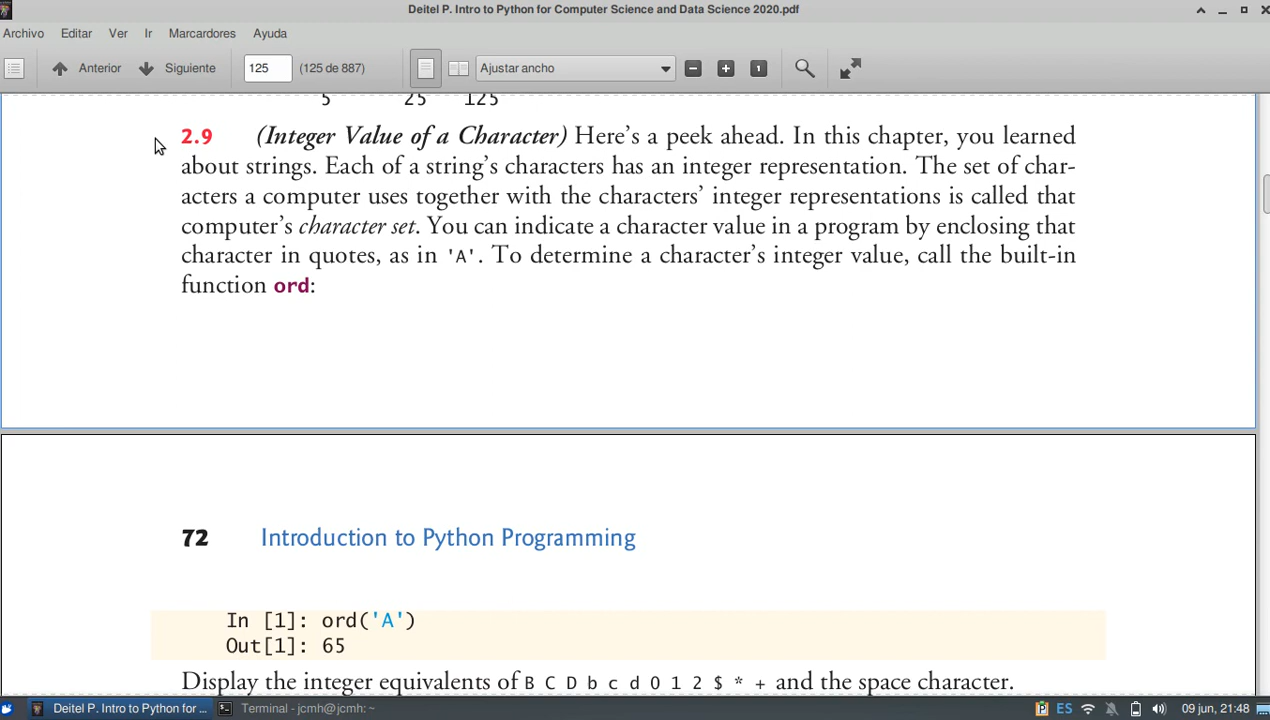 Deitel P. Intro to Python for Computer Science and Data Science 2020.pdf
Archivo Editar Ver Ir Marcadores Ayuda
Anterior Siguiente 125 (125 de 887) Ajustar ancho
5 25 125
2.9 (Integer Value of a Character) Here's a peek ahead. In this chapter, you learned
about strings. Each of a string's characters has an integer representation. The set of char-
acters a computer uses together with the characters' integer representations is called that
computer's character set. You can indicate a character value in a program by enclosing that
character in quotes, as in 'A'. To determine a character's integer value, call the built-in
function ord:
72 Introduction to Python Programming
In [1]: ord('A')
Out[1]: 65
Display the integer equivalents of B C D b c d 0 1 2 $ * + and the space character.
Deitel P. Intro to Python for ... Terminal - jcmh@jcmh: ~ ES 09 jun, 21:48